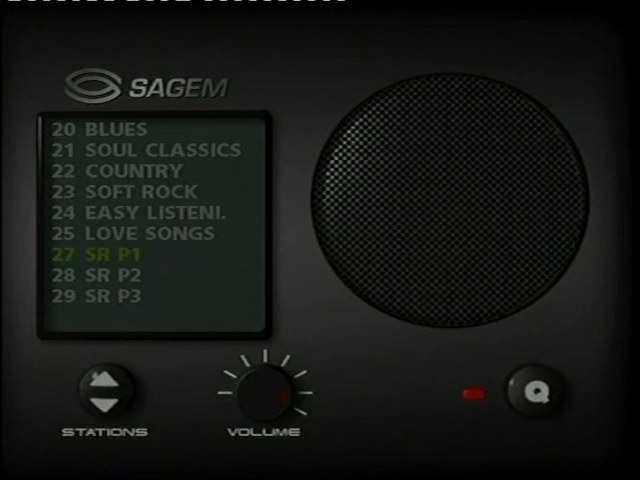 SAGEM
20 BLUES
21 SOUL CLASSICS
22 COUNTRY
23 SOFT ROCK
24 EASY LISTENI.
25 LOVE SONGS
27 SR P1
28 SR P2
29 SR P3
Q
STATIONS
VOLUME